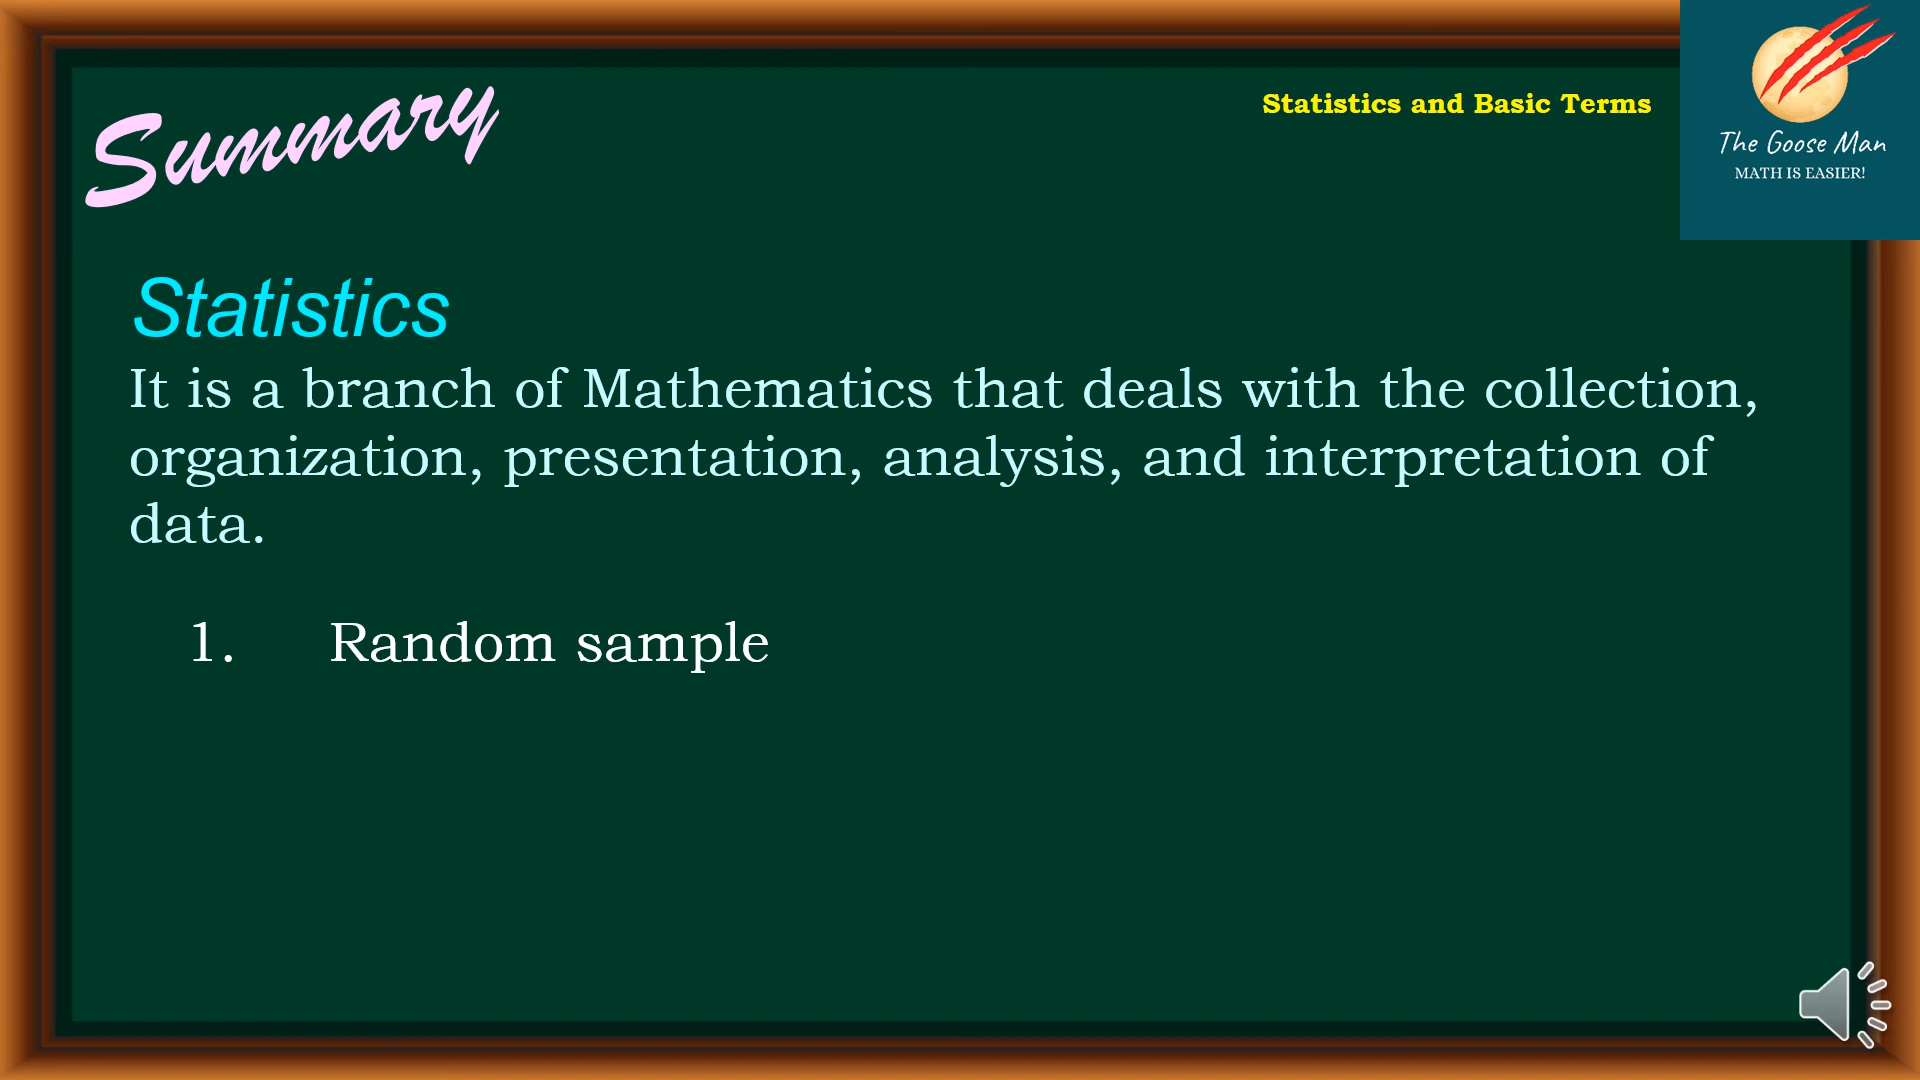 Summary
Statistics and Basic Terms
The Goose Man
MATH IS EASIER!
Statistics
It is a branch of Mathematics that deals with the collection,
organization, presentation, analysis, and interpretation of
data.
1. Random sample